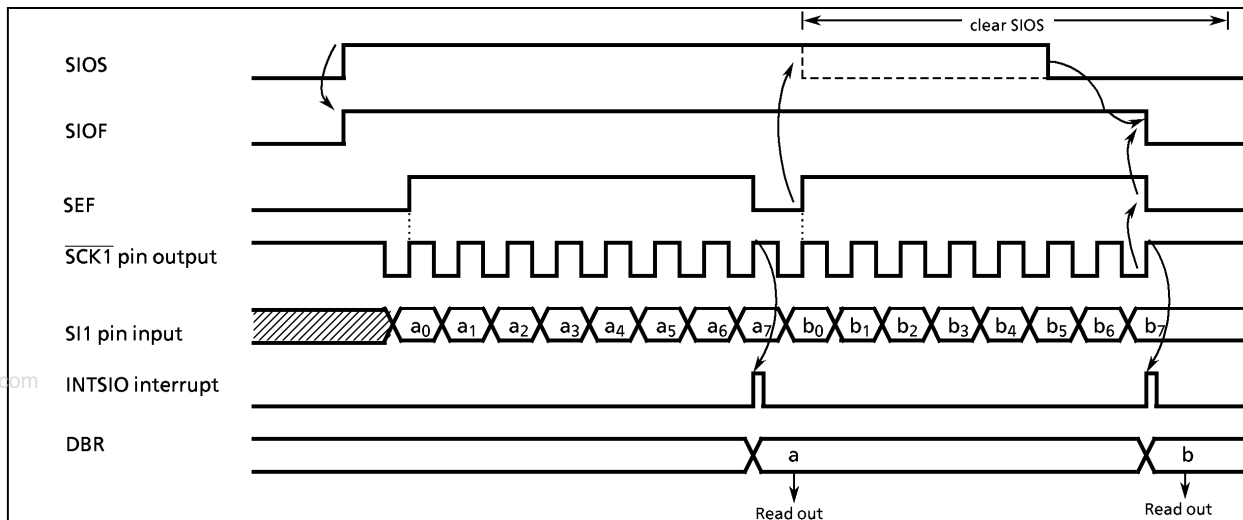 clear SIOS
SIOS
SIOF
SEF
SCK1 pin output
SI1 pin input
a0 a1 a2 a3 a4 a5 a6 a7 b0 b1 b2 b3 b4 b5 b6 b7
com
INTSIO interrupt
DBR
a b
Read out Read out